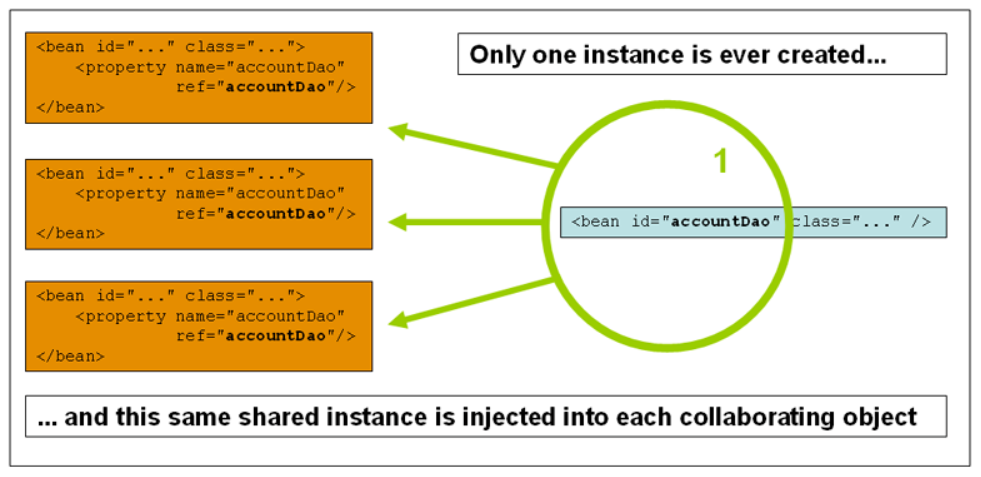 <bean id="..." class="...">
    <property name="accountDao"
              ref="accountDao"/>
</bean>
Only one instance is ever created...
<bean id="..." class="...">
    <property name="accountDao"
              ref="accountDao"/>
</bean>
1
<bean id="accountDao" class="..." />
<bean id="..." class="...">
    <property name="accountDao"
              ref="accountDao"/>
</bean>
... and this same shared instance is injected into each collaborating object